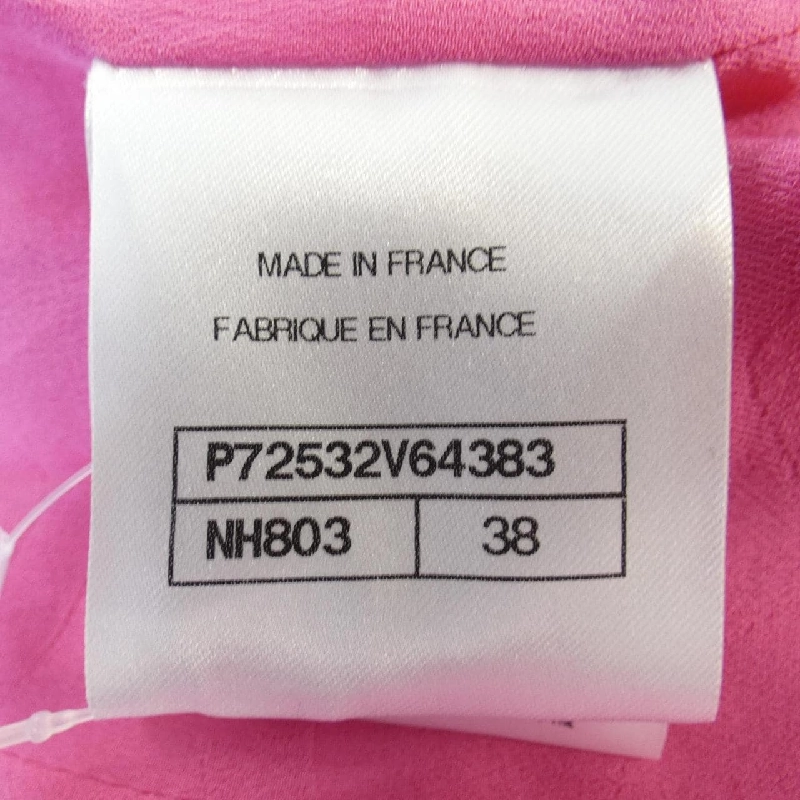 MADE IN FRANCE
FABRIQUE EN FRANCE
P72532V64383
NH803 38